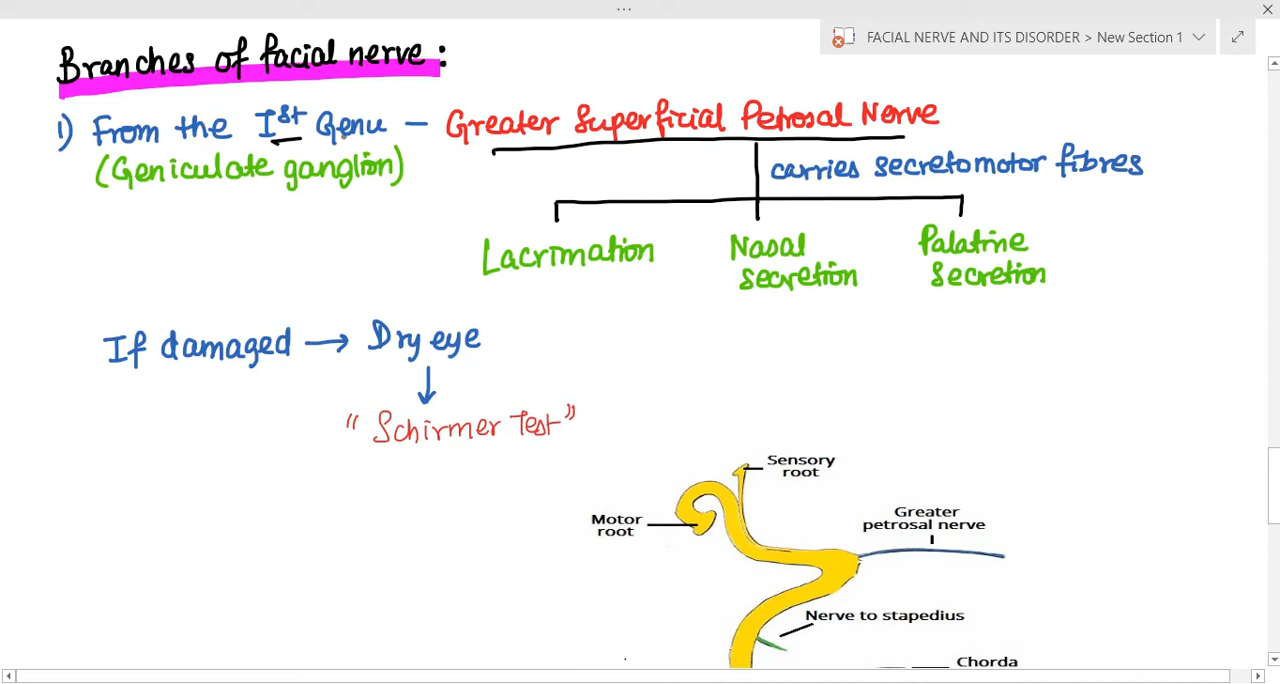 FACIAL NERVE AND ITS DISORDER > New Section 1
Branches of facial nerve :
1) From the Ist Genu – Greater Superficial Petrosal Nerve
(Geniculate ganglion)
carries secretomotor fibres
Lacrimation
Nasal
secretion
Palatine
Secretion
If damaged → Dry eye
↓
"Schirmer Test"
Sensory
root
Motor
root
Greater
petrosal nerve
Nerve to stapedius
Chorda